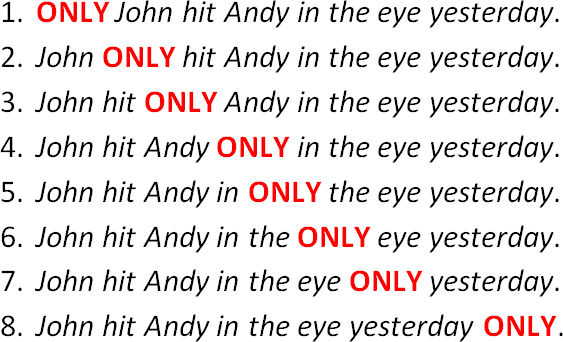 1. ONLY John hit Andy in the eye yesterday.
2. John ONLY hit Andy in the eye yesterday.
3. John hit ONLY Andy in the eye yesterday.
4. John hit Andy ONLY in the eye yesterday.
5. John hit Andy in ONLY the eye yesterday.
6. John hit Andy in the ONLY eye yesterday.
7. John hit Andy in the eye ONLY yesterday.
8. John hit Andy in the eye yesterday ONLY.